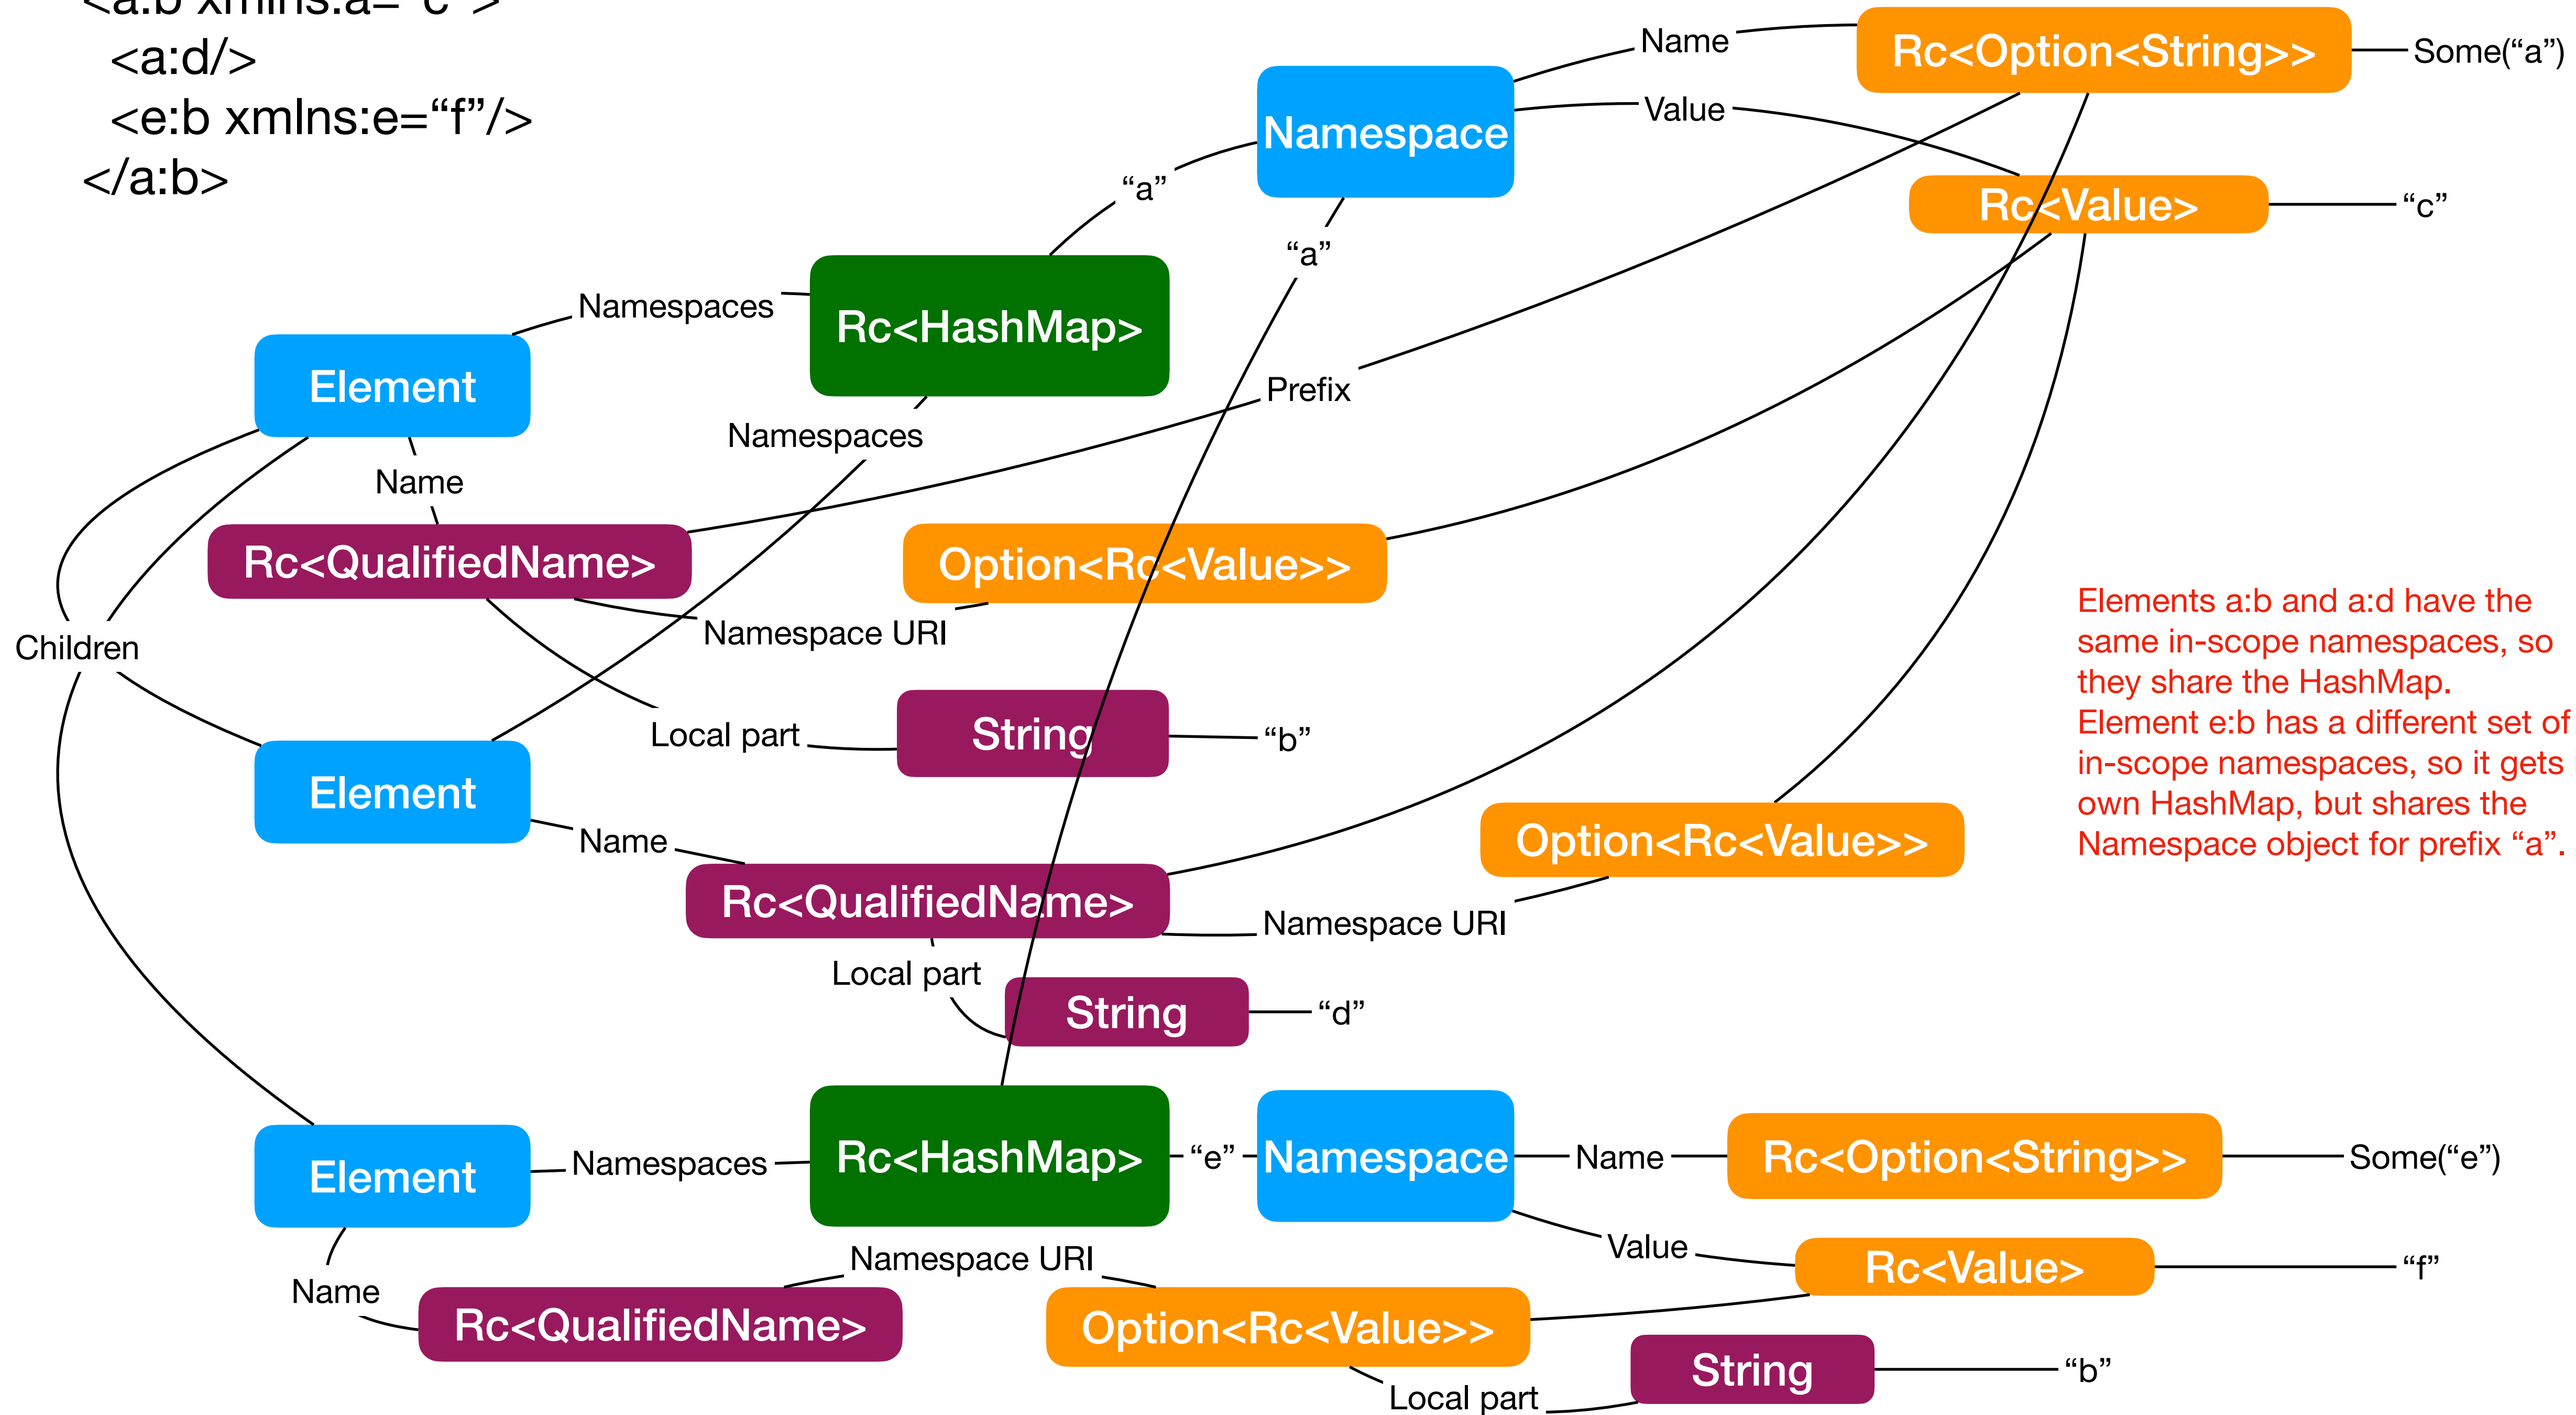 <a:b xmlns:a="c">
<a:d/>
<e:b xmlns:e=“f”/>
</a:b>
Name
Rc<Option<String>>
Some(“a”)
Namespace
Value
“a”
Rc<Value>
“c”
“a”
Namespaces
Rc<HashMap>
Element
Prefix
Namespaces
Name
Rc<QualifiedName>
Option<Rc<Value>>
Namespace URI
Children
Elements a:b and a:d have the
same in-scope namespaces, so
they share the HashMap.
Element e:b has a different set of
in-scope namespaces, so it gets
own HashMap, but shares the
Namespace object for prefix “a”.
Local part
String
“b”
Element
Name
Option<Rc<Value>>
Rc<QualifiedName>
Namespace URI
Local part
String
“d”
Element
Namespaces
Rc<HashMap>
“e”
Namespace
Name
Rc<Option<String>>
Some(“e”)
Value
Rc<Value>
“f”
Namespace URI
Name
Rc<QualifiedName>
Option<Rc<Value>>
String
“b”
Local part